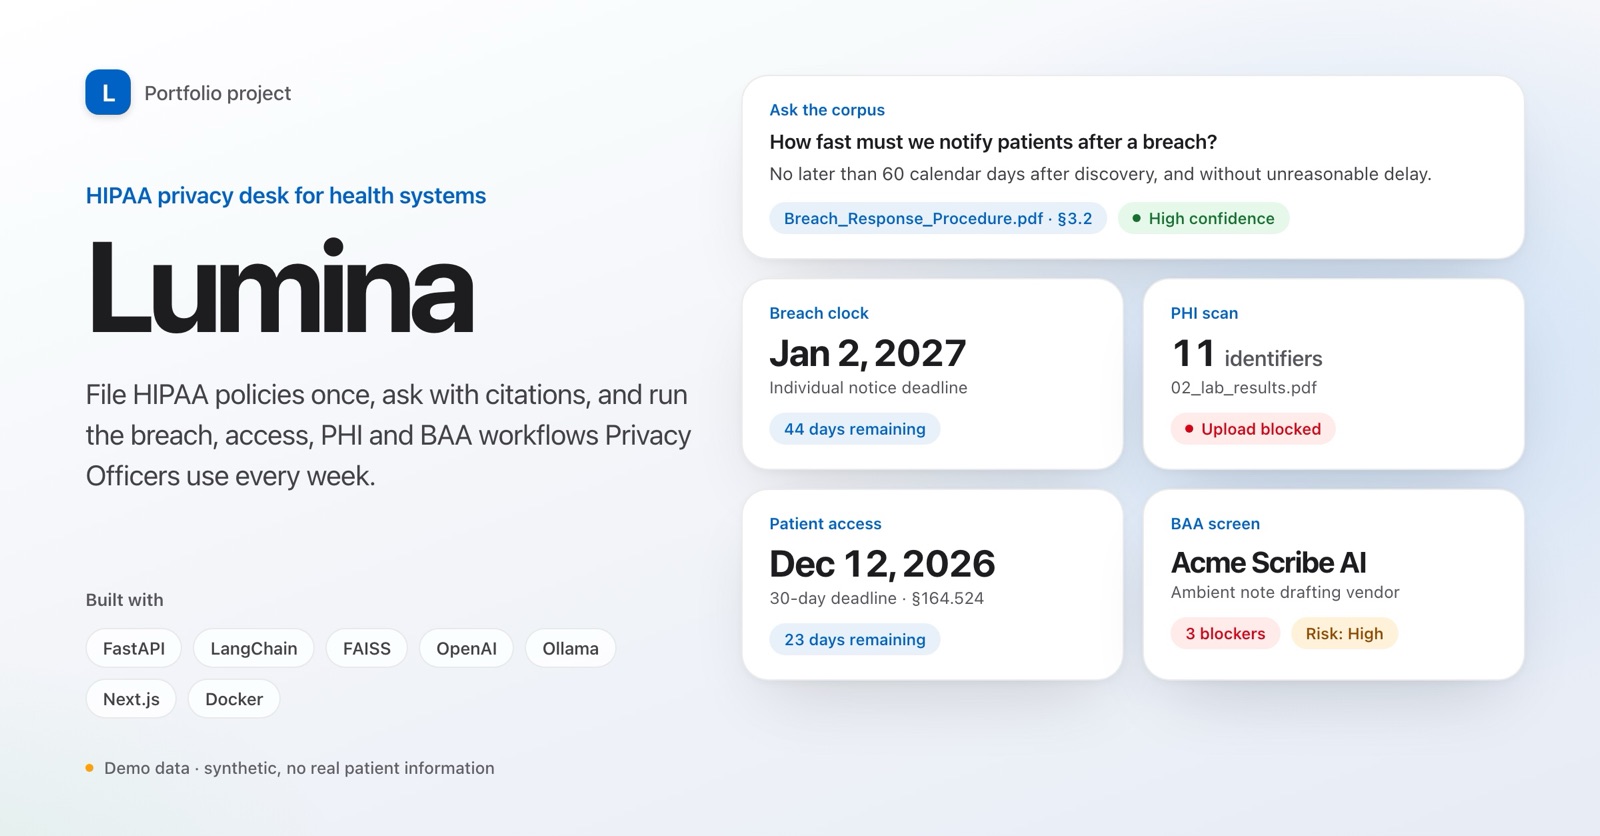 L
Portfolio project
HIPAA privacy desk for health systems
Lumina
File HIPAA policies once, ask with citations, and run
the breach, access, PHI and BAA workflows Privacy
Officers use every week.
Built with
FastAPI LangChain FAISS OpenAI Ollama
Next.js Docker
Demo data · synthetic, no real patient information
Ask the corpus
How fast must we notify patients after a breach?
No later than 60 calendar days after discovery, and without unreasonable delay.
Breach_Response_Procedure.pdf · §3.2 High confidence
Breach clock
Jan 2, 2027
Individual notice deadline
44 days remaining
PHI scan
11 identifiers
02_lab_results.pdf
Upload blocked
Patient access
Dec 12, 2026
30-day deadline · §164.524
23 days remaining
BAA screen
Acme Scribe AI
Ambient note drafting vendor
3 blockers Risk: High